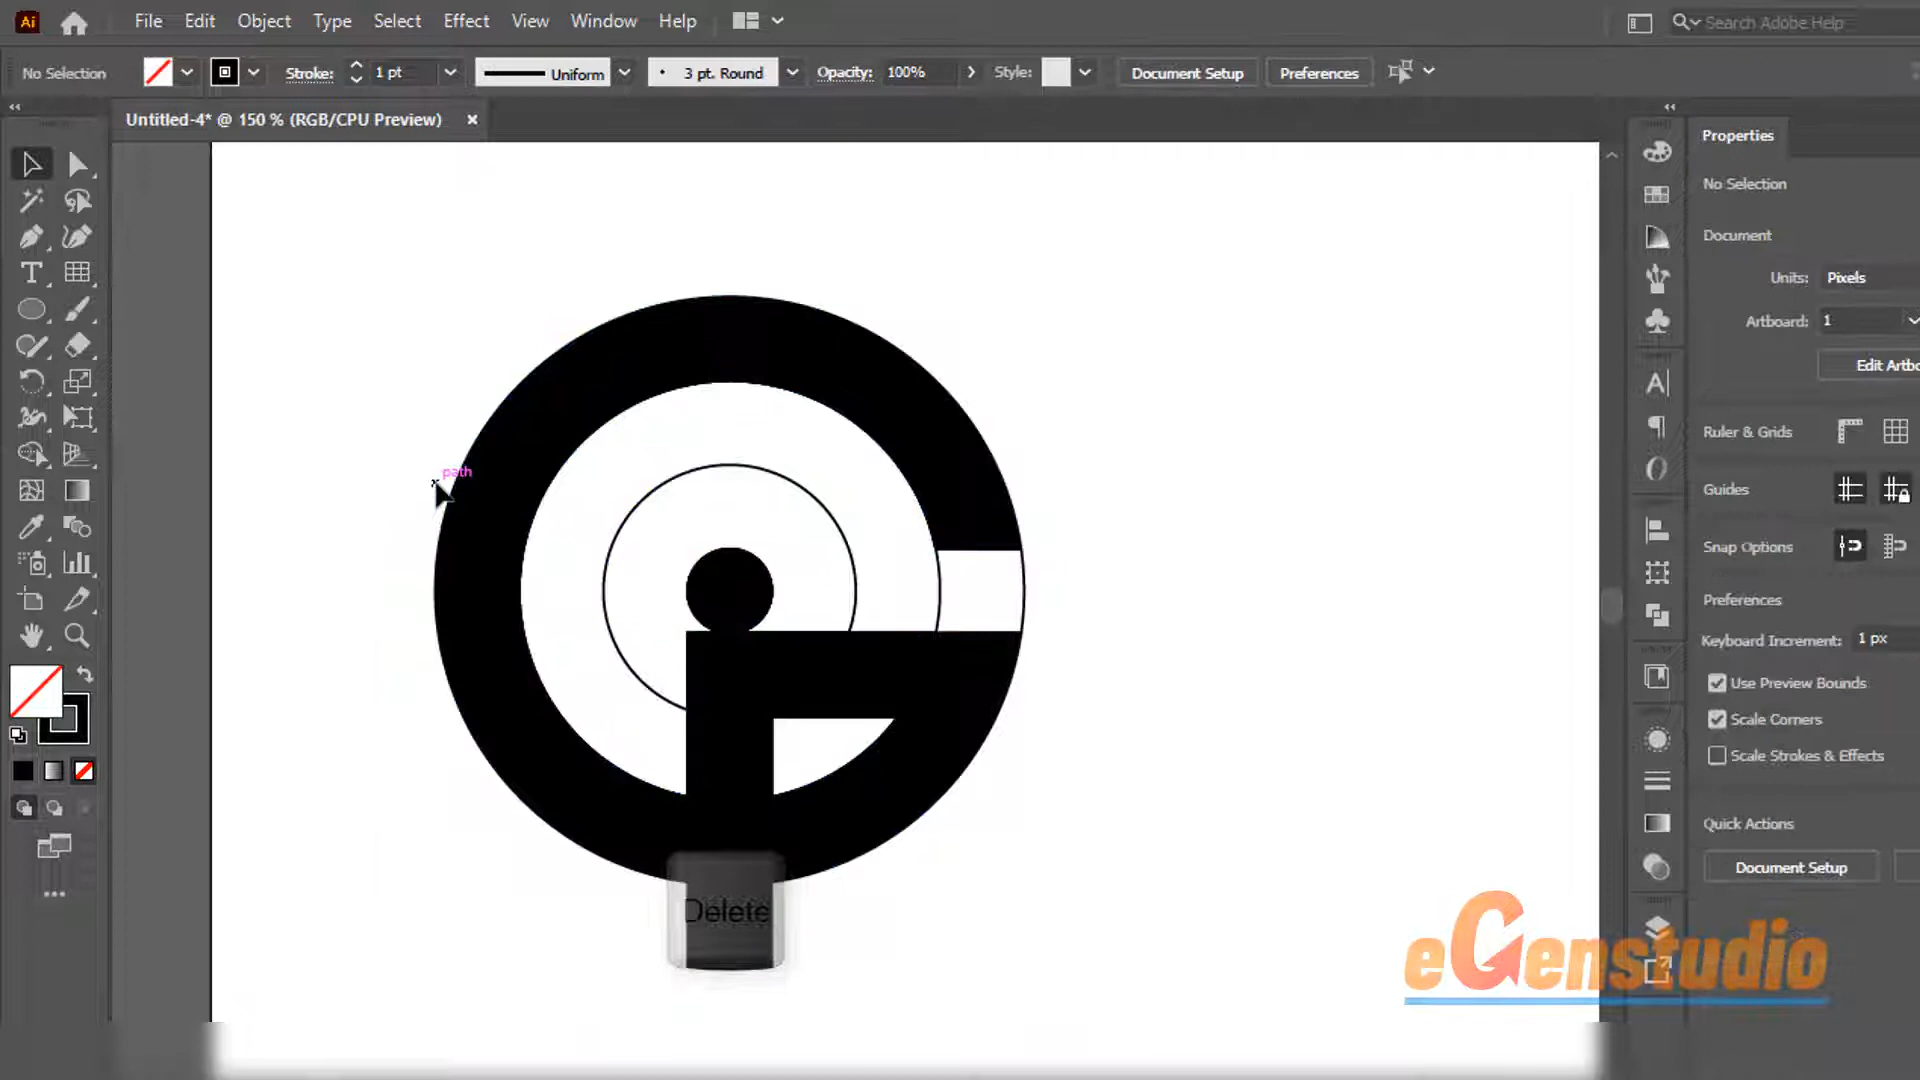 Ai File Edit Object Type Select Effect View Window Help Search Adobe Help
No Selection Stroke: 1 pt Uniform 3 pt. Round Opacity: 100% Style: Document Setup Preferences
Untitled-4* @ 150 % (RGB/CPU Preview) ×
Properties
No Selection
Document
Units: Pixels
Artboard: 1
Edit Artbo
Ruler & Grids
path
Guides
Snap Options
Preferences
Keyboard Increment: 1 px
Use Preview Bounds
Scale Corners
Scale Strokes & Effects
Quick Actions
Document Setup
Delete
eGenstudio